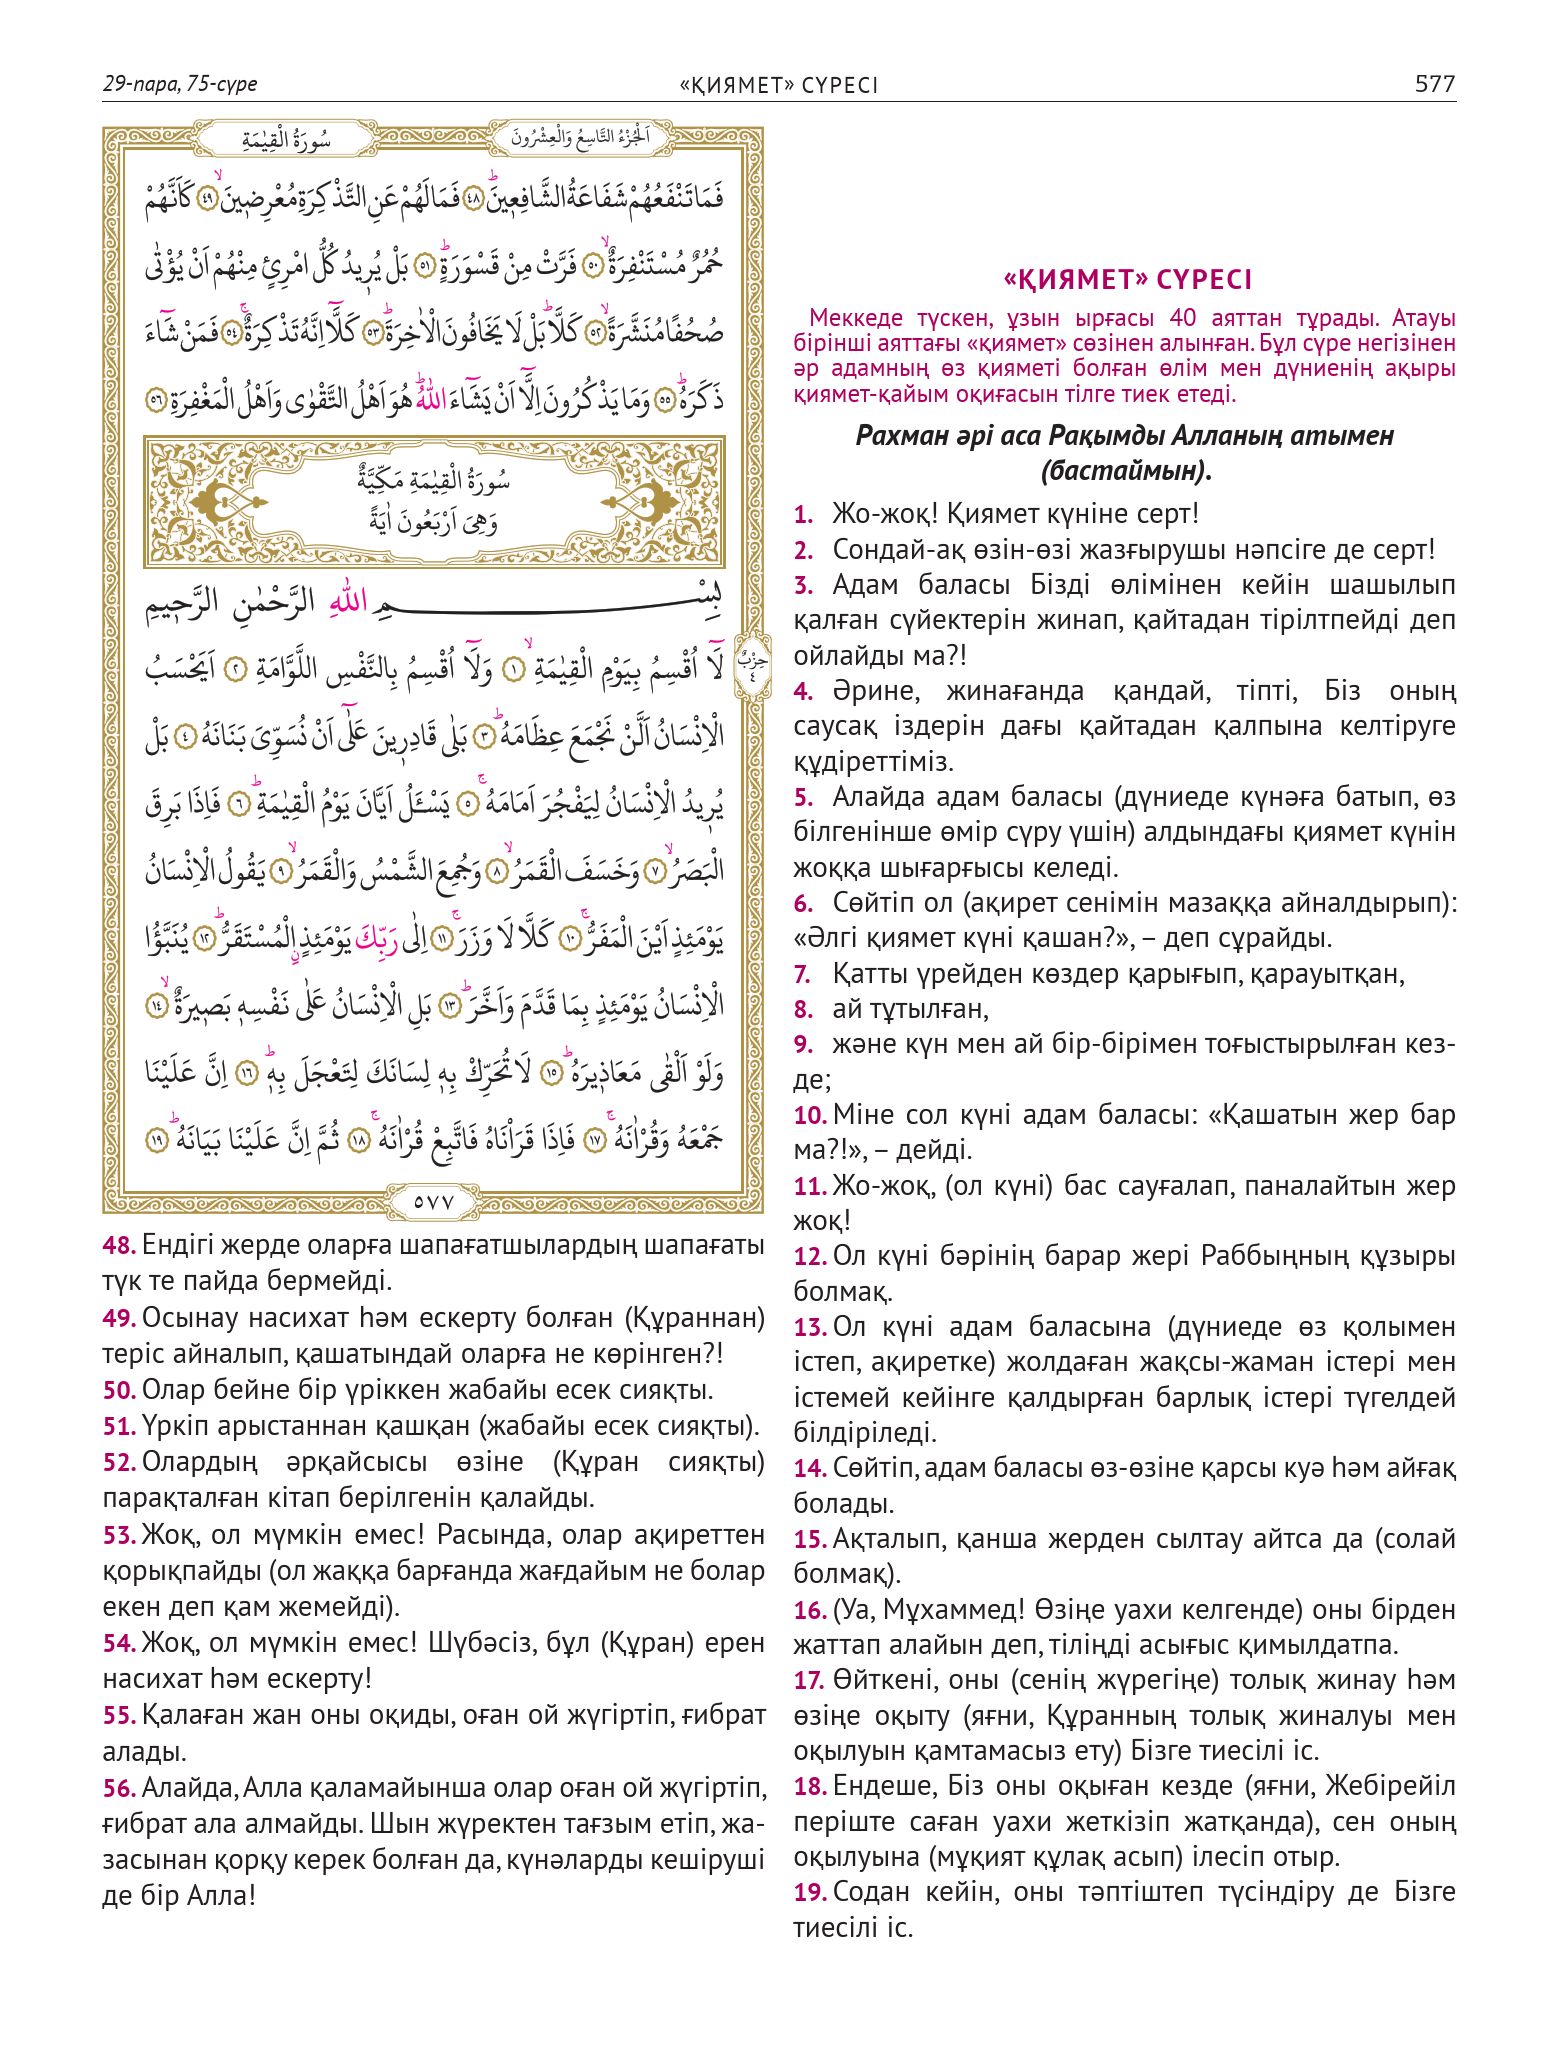 29-пара, 75-сүре
«ҚИЯМЕТ» СҮРЕСІ
577
سُورَةُ الْقِيٰمَةِ
اَلْجُزْءُ التَّاسِعُ وَالْعِشْرُونَ
فَمَا تَنْفَعُهُمْ شَفَاعَةُ الشَّافِع۪ينَۜ ﴿٤٨﴾ فَمَا لَهُمْ عَنِ التَّذْكِرَةِ مُعْرِض۪ينَۙ ﴿٤٩﴾ كَاَنَّهُمْ
حُمُرٌ مُسْتَنْفِرَةٌۙ ﴿٥٠﴾ فَرَّتْ مِنْ قَسْوَرَةٍۜ ﴿٥١﴾ بَلْ يُر۪يدُ كُلُّ امْرِئٍ مِنْهُمْ اَنْ يُؤْتٰى
صُحُفًا مُنَشَّرَةًۙ ﴿٥٢﴾ كَلَّاۜ بَلْ لَا يَخَافُونَ الْاٰخِرَةَۜ ﴿٥٣﴾ كَلَّٓا اِنَّهُ تَذْكِرَةٌۚ ﴿٥٤﴾ فَمَنْ شَٓاءَ
ذَكَرَهُۜ ﴿٥٥﴾ وَمَا يَذْكُرُونَ اِلَّٓا اَنْ يَشَٓاءَ اللّٰهُۜ هُوَ اَهْلُ التَّقْوٰى وَاَهْلُ الْمَغْفِرَةِ ﴿٥٦﴾
سُورَةُ الْقِيٰمَةِ مَكِّيَّةٌ
وَهِىَ اَرْبَعُونَ اٰيَةً
بِسْمِ اللّٰهِ الرَّحْمٰنِ الرَّح۪يمِ
لَٓا اُقْسِمُ بِيَوْمِ الْقِيٰمَةِۙ ﴿١﴾ وَلَٓا اُقْسِمُ بِالنَّفْسِ اللَّوَّامَةِ ﴿٢﴾ اَيَحْسَبُ
حِزْبٌ
٤
الْاِنْسَانُ اَلَّنْ نَجْمَعَ عِظَامَهُۜ ﴿٣﴾ بَلٰى قَادِر۪ينَ عَلٰٓى اَنْ نُسَوِّىَ بَنَانَهُ ﴿٤﴾ بَلْ
يُر۪يدُ الْاِنْسَانُ لِيَفْجُرَ اَمَامَهُۚ ﴿٥﴾ يَسْـَٔلُ اَيَّانَ يَوْمُ الْقِيٰمَةِۜ ﴿٦﴾ فَاِذَا بَرِقَ
الْبَصَرُۙ ﴿٧﴾ وَخَسَفَ الْقَمَرُۙ ﴿٨﴾ وَجُمِعَ الشَّمْسُ وَالْقَمَرُۙ ﴿٩﴾ يَقُولُ الْاِنْسَانُ
يَوْمَئِذٍ اَيْنَ الْمَفَرُّۚ ﴿١٠﴾ كَلَّا لَا وَزَرَۚ ﴿١١﴾ اِلٰى رَبِّكَ يَوْمَئِذٍۨ الْمُسْتَقَرُّۜ ﴿١٢﴾ يُنَبَّؤُا
الْاِنْسَانُ يَوْمَئِذٍ بِمَا قَدَّمَ وَاَخَّرَۜ ﴿١٣﴾ بَلِ الْاِنْسَانُ عَلٰى نَفْسِه۪ بَص۪يرَةٌۙ ﴿١٤﴾
وَلَوْ اَلْقٰى مَعَاذ۪يرَهُۜ ﴿١٥﴾ لَا تُحَرِّكْ بِه۪ لِسَانَكَ لِتَعْجَلَ بِه۪ۜ ﴿١٦﴾ اِنَّ عَلَيْنَا
جَمْعَهُ وَقُرْاٰنَهُۚ ﴿١٧﴾ فَاِذَا قَرَاْنَاهُ فَاتَّبِعْ قُرْاٰنَهُۚ ﴿١٨﴾ ثُمَّ اِنَّ عَلَيْنَا بَيَانَهُۜ ﴿١٩﴾
٥٧٧
48. Ендігі жерде оларға шапағатшылардың шапағаты
түк те пайда бермейді.
49. Осынау насихат һәм ескерту болған (Құраннан)
теріс айналып, қашатындай оларға не көрінген?!
50. Олар бейне бір үріккен жабайы есек сияқты.
51. Үркіп арыстаннан қашқан (жабайы есек сияқты).
52. Олардың әрқайсысы өзіне (Құран сияқты)
парақталған кітап берілгенін қалайды.
53. Жоқ, ол мүмкін емес! Расында, олар ақиреттен
қорықпайды (ол жаққа барғанда жағдайым не болар
екен деп қам жемейді).
54. Жоқ, ол мүмкін емес! Шүбәсіз, бұл (Құран) ерен
насихат һәм ескерту!
55. Қалаған жан оны оқиды, оған ой жүгіртіп, ғибрат
алады.
56. Алайда, Алла қаламайынша олар оған ой жүгіртіп,
ғибрат ала алмайды. Шын жүректен тағзым етіп, жа-
засынан қорқу керек болған да, күнәларды кешіруші
де бір Алла!
«ҚИЯМЕТ» СҮРЕСІ
Меккеде түскен, ұзын ырғасы 40 аяттан тұрады. Атауы
бірінші аяттағы «қиямет» сөзінен алынған. Бұл сүре негізінен
әр адамның өз қияметі болған өлім мен дүниенің ақыры
қиямет-қайым оқиғасын тілге тиек етеді.
Рахман әрі аса Рақымды Алланың атымен
(бастаймын).
1. Жо-жоқ! Қиямет күніне серт!
2. Сондай-ақ өзін-өзі жазғырушы нәпсіге де серт!
3. Адам баласы Бізді өлімінен кейін шашылып
қалған сүйектерін жинап, қайтадан тірілтпейді деп
ойлайды ма?!
4. Әрине, жинағанда қандай, тіпті, Біз оның
саусақ іздерін дағы қайтадан қалпына келтіруге
құдіреттіміз.
5. Алайда адам баласы (дүниеде күнәға батып, өз
білгенінше өмір сүру үшін) алдындағы қиямет күнін
жоққа шығарғысы келеді.
6. Сөйтіп ол (ақирет сенімін мазаққа айналдырып):
«Әлгі қиямет күні қашан?», – деп сұрайды.
7. Қатты үрейден көздер қарығып, қарауытқан,
8. ай тұтылған,
9. және күн мен ай бір-бірімен тоғыстырылған кез-
де;
10. Міне сол күні адам баласы: «Қашатын жер бар
ма?!», – дейді.
11. Жо-жоқ, (ол күні) бас сауғалап, паналайтын жер
жоқ!
12. Ол күні бәрінің барар жері Раббыңның құзыры
болмақ.
13. Ол күні адам баласына (дүниеде өз қолымен
істеп, ақиретке) жолдаған жақсы-жаман істері мен
істемей кейінге қалдырған барлық істері түгелдей
білдіріледі.
14. Сөйтіп, адам баласы өз-өзіне қарсы куә һәм айғақ
болады.
15. Ақталып, қанша жерден сылтау айтса да (солай
болмақ).
16. (Уа, Мұхаммед! Өзіңе уахи келгенде) оны бірден
жаттап алайын деп, тіліңді асығыс қимылдатпа.
17. Өйткені, оны (сенің жүрегіңе) толық жинау һәм
өзіңе оқыту (яғни, Құранның толық жиналуы мен
оқылуын қамтамасыз ету) Бізге тиесілі іс.
18. Ендеше, Біз оны оқыған кезде (яғни, Жебірейіл
періште саған уахи жеткізіп жатқанда), сен оның
оқылуына (мұқият құлақ асып) ілесіп отыр.
19. Содан кейін, оны тәптіштеп түсіндіру де Бізге
тиесілі іс.